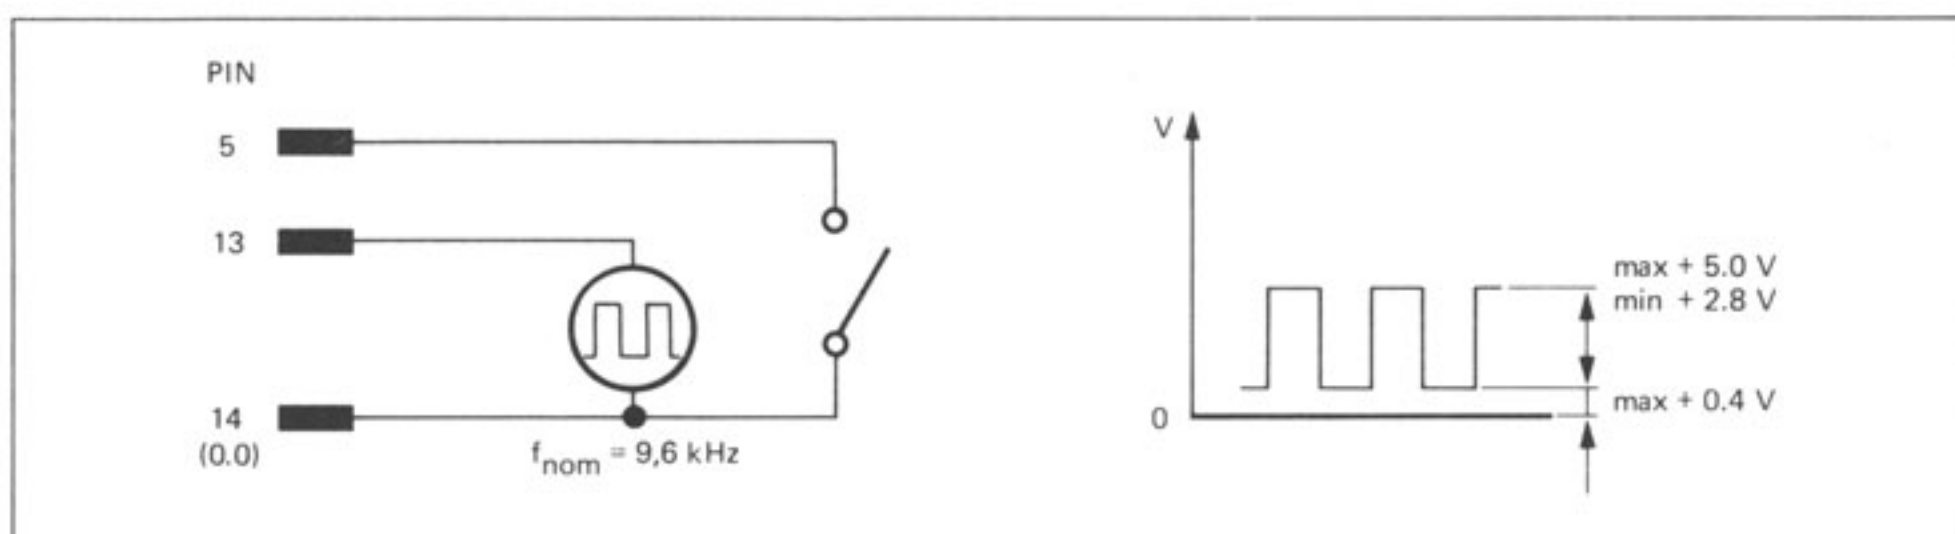 PIN
5
13
14
(0.0)
fnom = 9,6 kHz
V
0
max + 5.0 V
min + 2.8 V
max + 0.4 V